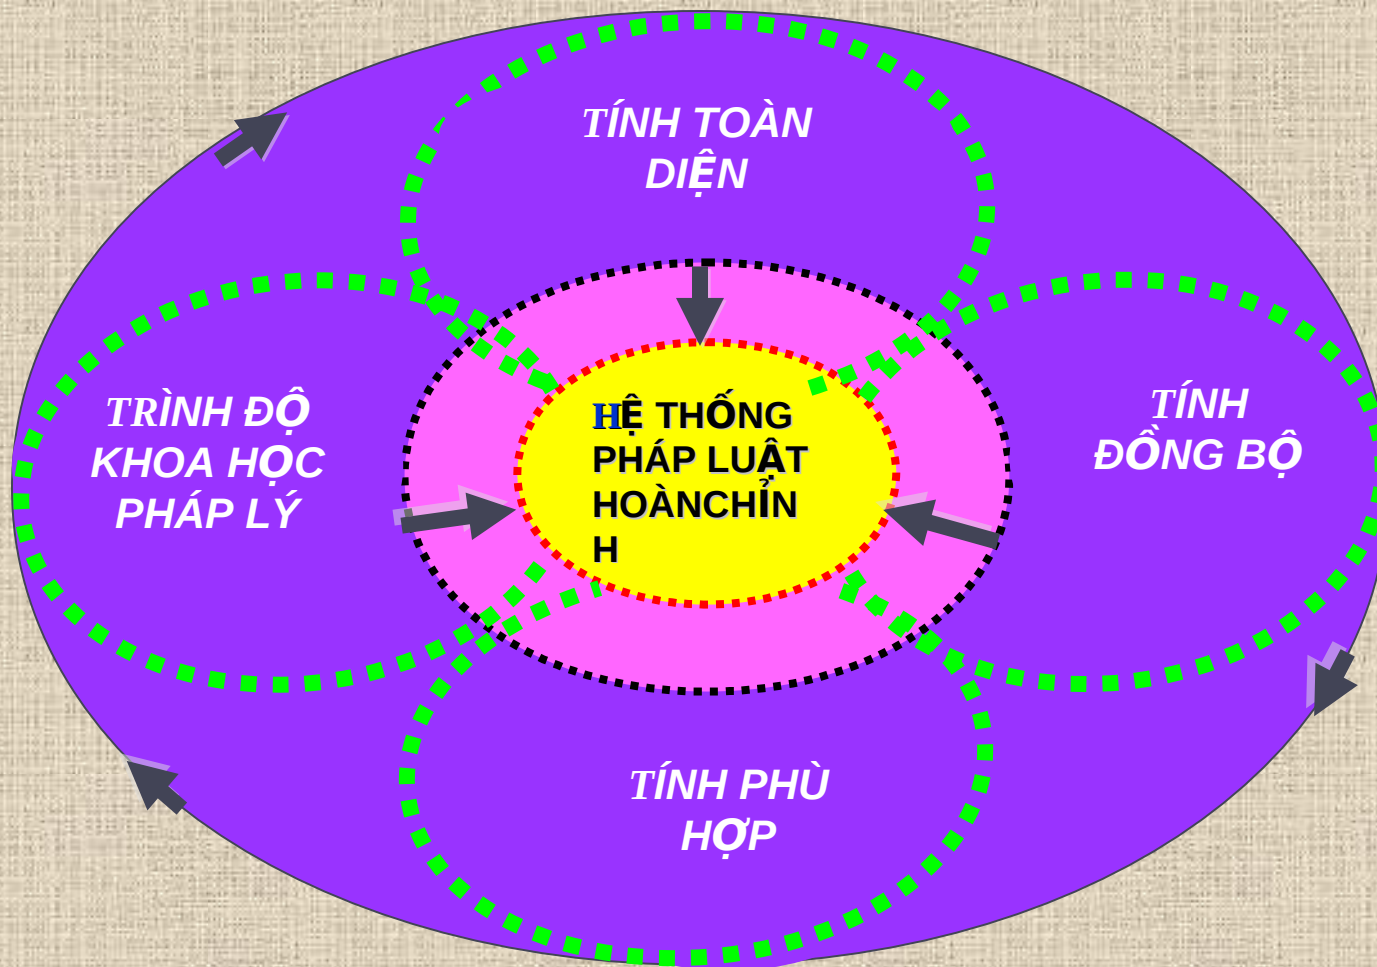 TÍNH TOÀN
DIỆN
TRÌNH ĐỘ
KHOA HỌC
PHÁP LÝ
HỆ THỐNG
PHÁP LUẬT
HOÀNCHỈN
H
TÍNH
ĐỒNG BỘ
TÍNH PHÙ
HỢP